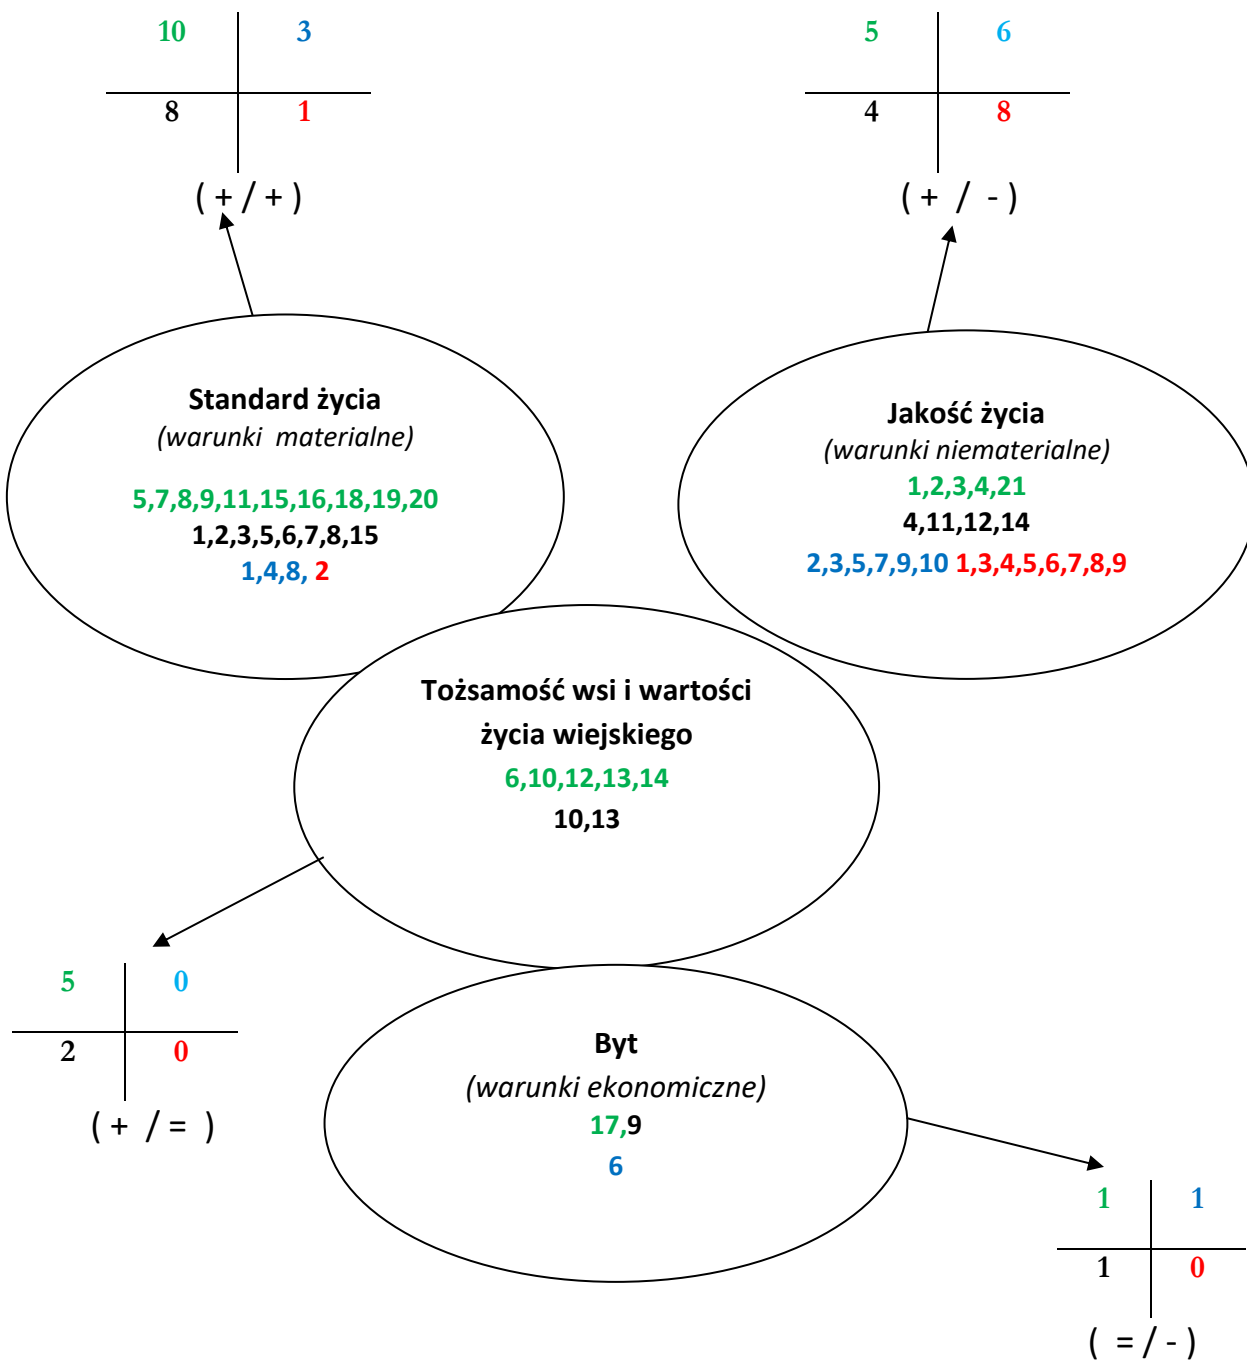 10 3
8 1
( + / + )
5 6
4 8
( + / - )
Standard życia
(warunki materialne)
5,7,8,9,11,15,16,18,19,20
1,2,3,5,6,7,8,15
1,4,8, 2
Jakość życia
(warunki niematerialne)
1,2,3,4,21
4,11,12,14
2,3,5,7,9,10 1,3,4,5,6,7,8,9
Tożsamość wsi i wartości
życia wiejskiego
6,10,12,13,14
10,13
5 0
2 0
( + / = )
Byt
(warunki ekonomiczne)
17,9
6
1 1
1 0
( = / - )